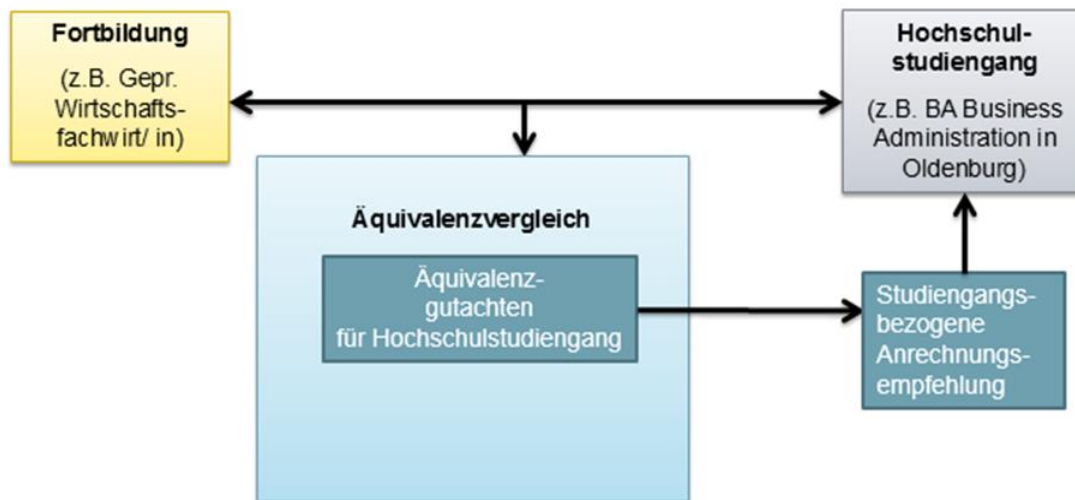 Fortbildung
(z.B. Gepr.
Wirtschafts-
fachwirt/ in)
Hochschul-
studiengang
(z.B. BA Business
Administration in
Oldenburg)
Äquivalenzvergleich
Äquivalenz-
gutachten
für Hochschulstudiengang
Studiengangs-
bezogene
Anrechnungs-
empfehlung